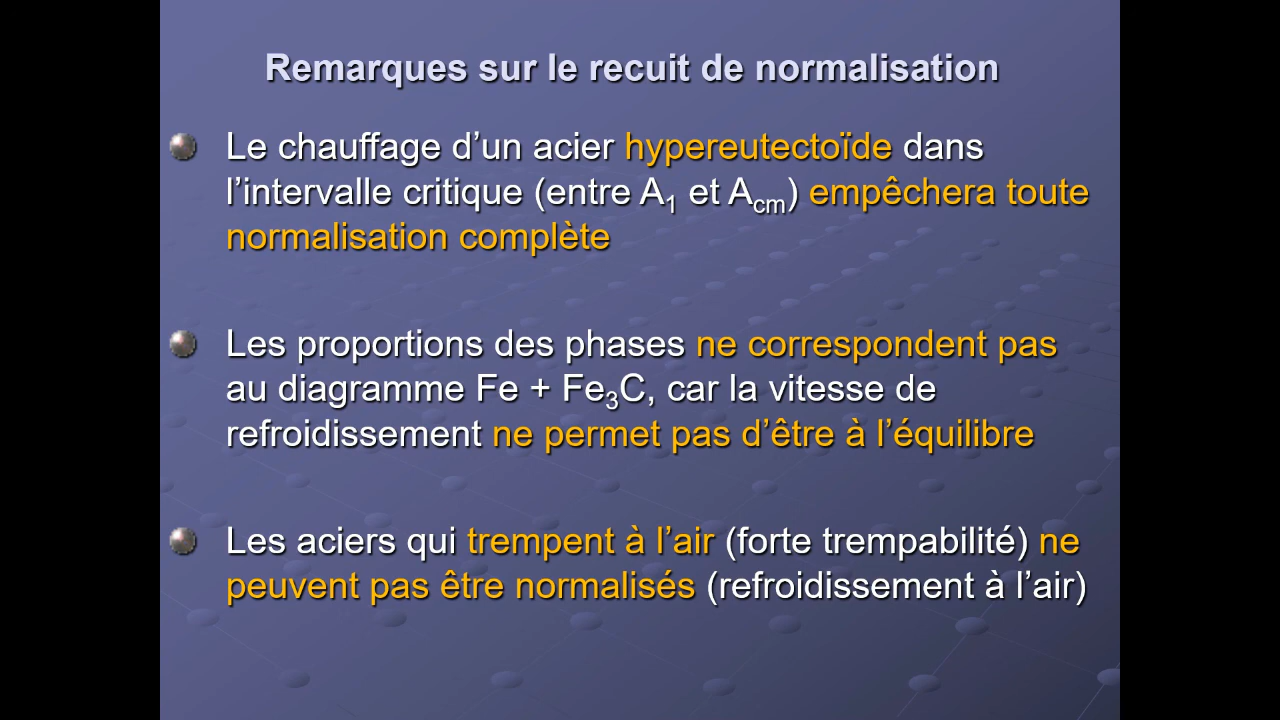 Remarques sur le recuit de normalisation
Le chauffage d’un acier hypereutectoïde dans
l’intervalle critique (entre A₁ et Acm) empêchera toute
normalisation complète
Les proportions des phases ne correspondent pas
au diagramme Fe + Fe₃C, car la vitesse de
refroidissement ne permet pas d’être à l’équilibre
Les aciers qui trempent à l’air (forte trempabilité) ne
peuvent pas être normalisés (refroidissement à l’air)